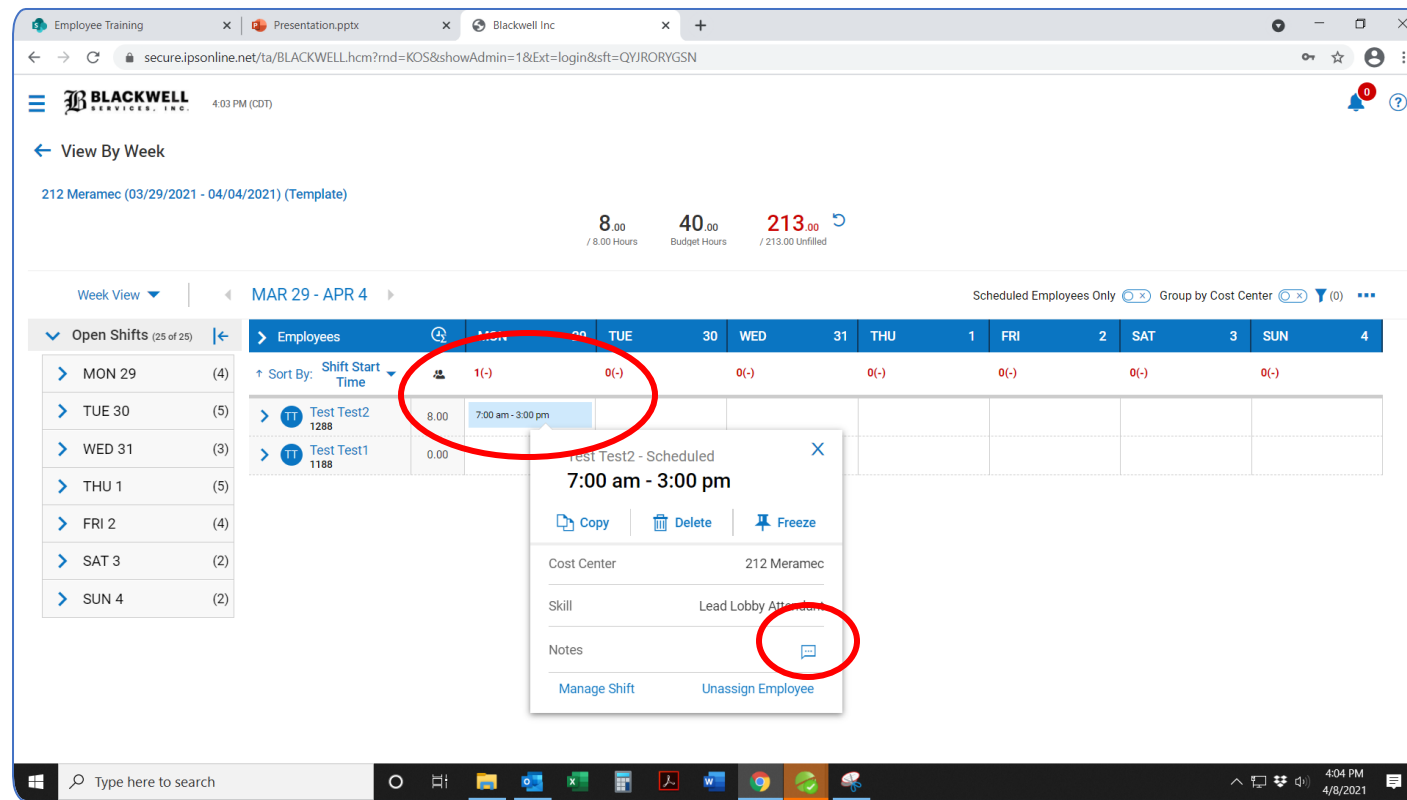 Employee Training
Presentation.pptx
Blackwell Inc
secure.ipsonline.net/ta/BLACKWELL.hcm?rnd=KOS&showAdmin=1&Ext=login&sft=QYJRORYGSN
BLACKWELL
SERVICES, INC.
4:03 PM (CDT)
0
View By Week
212 Meramec (03/29/2021 - 04/04/2021) (Template)
8.00 40.00 213.00
/ 8.00 Hours Budget Hours / 213.00 Unfilled
Week View MAR 29 - APR 4 Scheduled Employees Only Group by Cost Center (0)
Open Shifts (25 of 25) Employees MON 29 TUE 30 WED 31 THU 1 FRI 2 SAT 3 SUN 4
MON 29 (4)
Sort By: Shift Start Time
1(-) 0(-) 0(-) 0(-) 0(-) 0(-) 0(-)
TUE 30 (5)
TT Test Test2 8.00 7:00 am - 3:00 pm
1288
WED 31 (3)
TT Test Test1 0.00
1188
THU 1 (5)
FRI 2 (4)
SAT 3 (2)
SUN 4 (2)
Test Test2 - Scheduled
7:00 am - 3:00 pm
Copy Delete Freeze
Cost Center 212 Meramec
Skill Lead Lobby Attendant
Notes
Manage Shift Unassign Employee
Type here to search
4:04 PM
4/8/2021